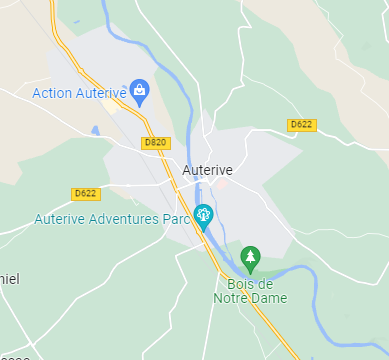 Action Auterive
D622
D820
Auterive
D622
Auterive Adventures Parc
niel
Bois de
Notre Dame